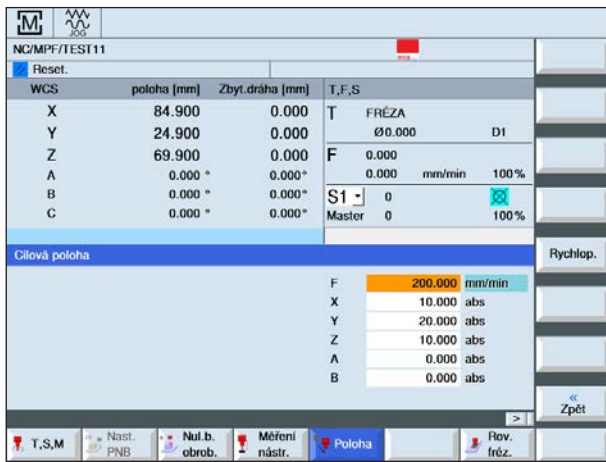 M JOG
NC/MPF/TEST11
Reset.
WCS poloha [mm] Zbyt.dráha [mm] T,F,S
X 84.900 0.000 T FRÉZA
Y 24.900 0.000 Ø0.000 D1
Z 69.900 0.000 F 0.000
A 0.000 ° 0.000° 0.000 mm/min 100%
B 0.000 ° 0.000° S1 0
C 0.000 ° 0.000° Master 0 100%
Cílová poloha Rychlop.
F 200.000 mm/min
X 10.000 abs
Y 20.000 abs
Z 10.000 abs
A 0.000 abs
B 0.000 abs
« Zpět
>
T,S,M Nast. PNB Nul.b. obrob. Měření nástr. Poloha Rov. fréz.